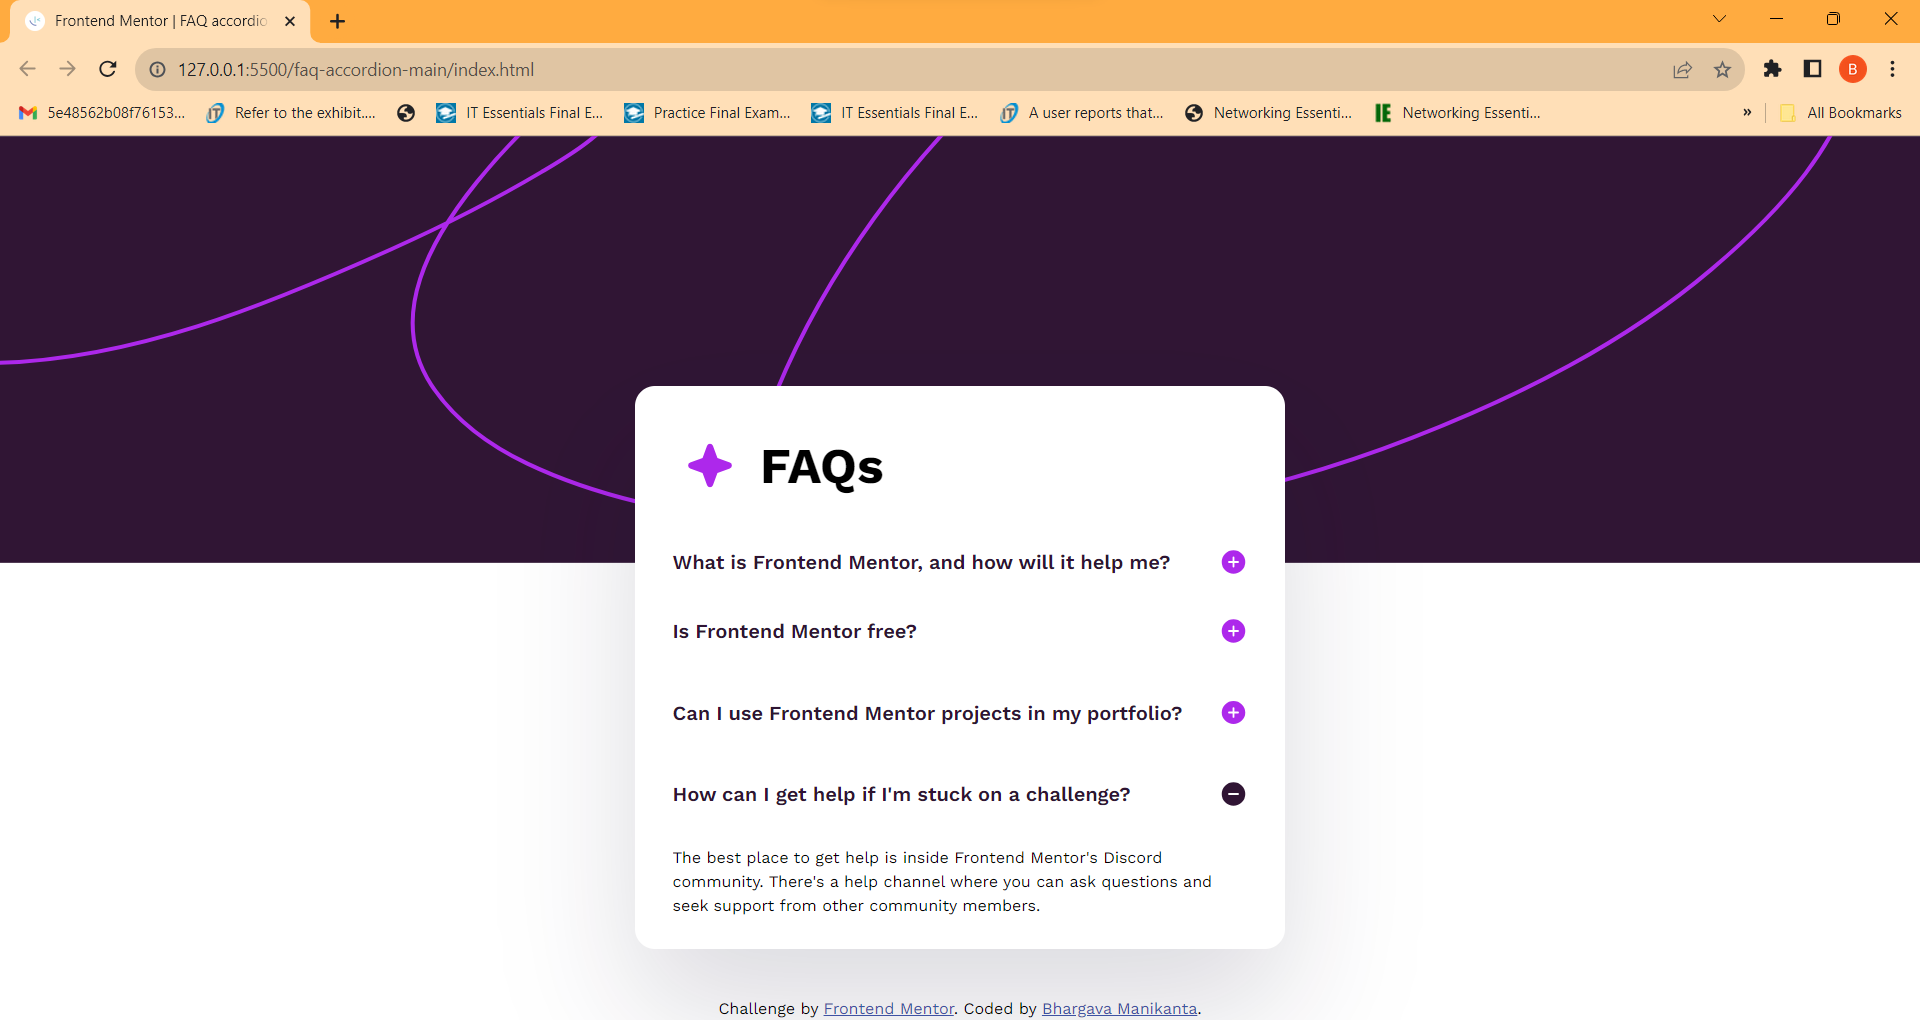 Frontend Mentor | FAQ accordio
127.0.0.1:5500/faq-accordion-main/index.html
B
5e48562b08f76153...
Refer to the exhibit....
IT Essentials Final E...
Practice Final Exam...
IT Essentials Final E...
A user reports that...
Networking Essenti...
IE
Networking Essenti...
»
All Bookmarks
FAQs
What is Frontend Mentor, and how will it help me?
Is Frontend Mentor free?
Can I use Frontend Mentor projects in my portfolio?
How can I get help if I'm stuck on a challenge?
The best place to get help is inside Frontend Mentor's Discord
community. There's a help channel where you can ask questions and
seek support from other community members.
Challenge by Frontend Mentor. Coded by Bhargava Manikanta.